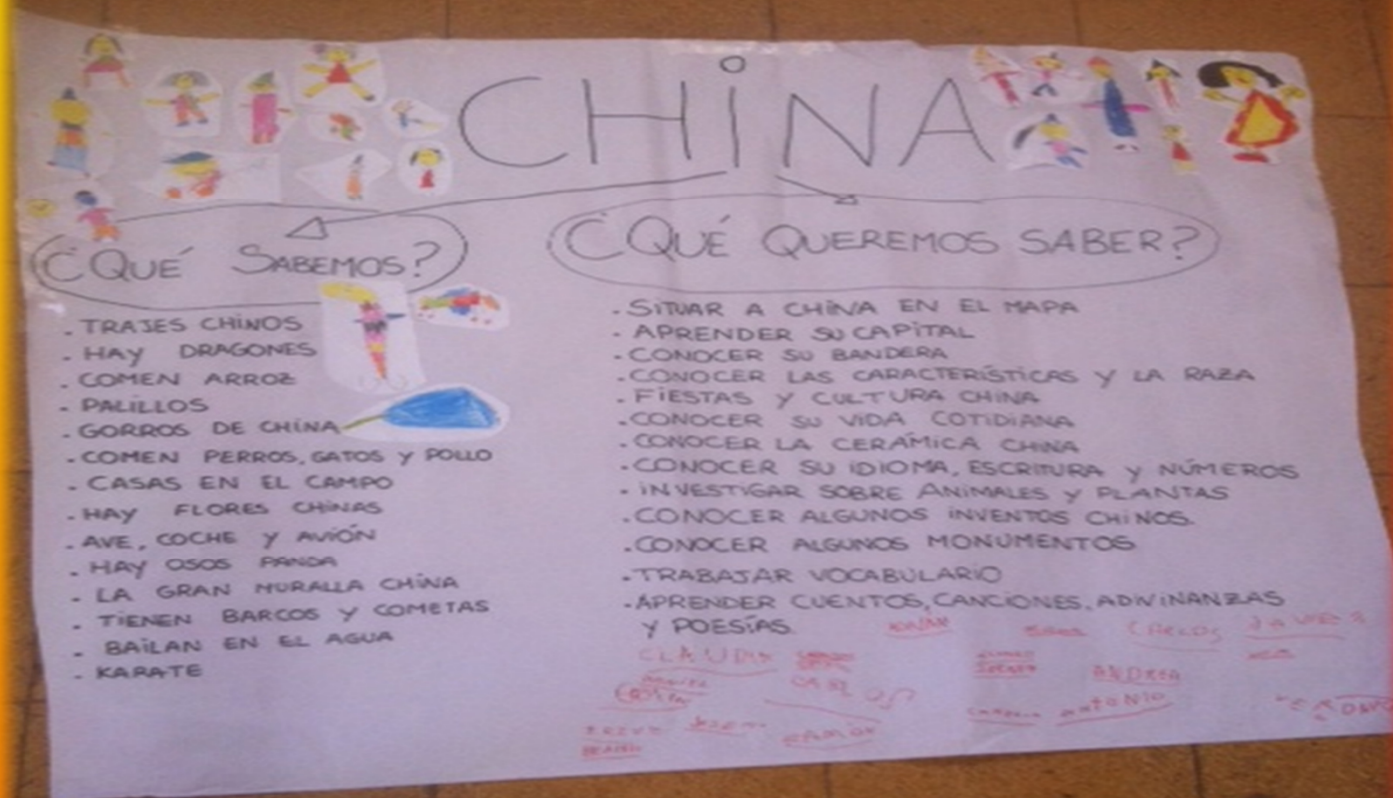 CHINA
¿QUÉ SABEMOS?
. TRAJES CHINOS
. HAY DRAGONES
. COMEN ARROZ
. PALILLOS
. GORROS DE CHINA
. COMEN PERROS, GATOS Y POLLO
. CASAS EN EL CAMPO
. HAY FLORES CHINAS
. AVE, COCHE Y AVIÓN
. HAY OSOS PANDA
. LA GRAN MURALLA CHINA
. TIENEN BARCOS Y COMETAS
. BAILAN EN EL AGUA
. KARATE
¿QUÉ QUEREMOS SABER?
. SITUAR A CHINA EN EL MAPA
. APRENDER SU CAPITAL
. CONOCER SU BANDERA
. CONOCER LAS CARACTERÍSTICAS Y LA RAZA
. FIESTAS Y CULTURA CHINA
. CONOCER SU VIDA COTIDIANA
. CONOCER LA CERÁMICA CHINA
. CONOCER SU IDIOMA, ESCRITURA Y NÚMEROS
. INVESTIGAR SOBRE ANIMALES Y PLANTAS
. CONOCER ALGUNOS INVENTOS CHINOS.
. CONOCER ALGUNOS MONUMENTOS
. TRABAJAR VOCABULARIO
. APRENDER CUENTOS, CANCIONES, ADIVINANZAS
Y POESÍAS.
CARLOS
CLAUDIA
ANDREA
ANTONIO